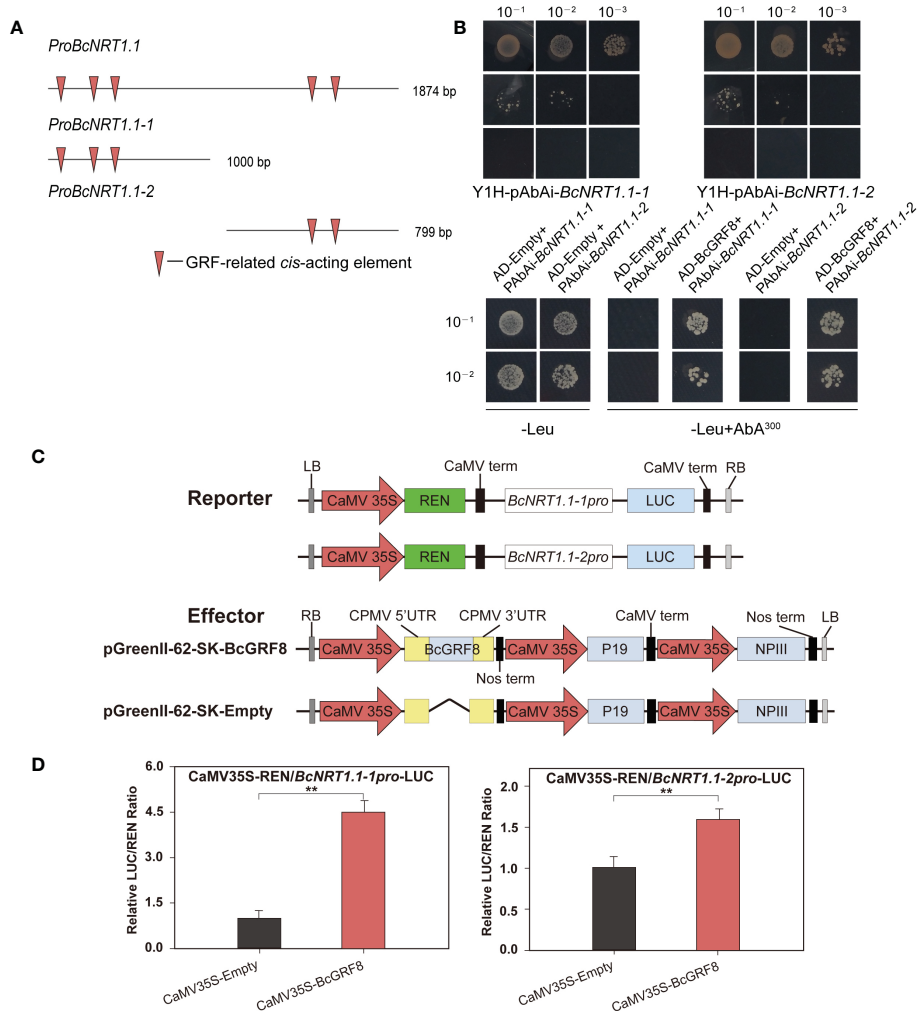 A
ProBcNRT1.1
1874 bp
ProBcNRT1.1-1
1000 bp
ProBcNRT1.1-2
799 bp
GRF-related cis-acting element
B
10⁻¹ 10⁻² 10⁻³
10⁻¹ 10⁻² 10⁻³
Y1H-pAbAi-BcNRT1.1-1
Y1H-pAbAi-BcNRT1.1-2
AD-Empty+
PAbAi-BcNRT1.1-1
AD-Empty +
PAbAi-BcNRT1.1-2
AD-Empty+
PAbAi-BcNRT1.1-1
AD-BcGRF8+
PAbAi-BcNRT1.1-1
AD-Empty+
PAbAi-BcNRT1.1-2
AD-BcGRF8+
PAbAi-BcNRT1.1-2
10⁻¹
10⁻²
-Leu
-Leu+AbA³⁰⁰
C
LB CaMV term CaMV term RB
Reporter
CaMV 35S REN BcNRT1.1-1pro LUC
CaMV 35S REN BcNRT1.1-2pro LUC
Effector
RB CPMV 5'UTR CPMV 3'UTR CaMV term Nos term LB
pGreenII-62-SK-BcGRF8
CaMV 35S BcGRF8 CaMV 35S P19 CaMV 35S NPIII
Nos term
pGreenII-62-SK-Empty
CaMV 35S CaMV 35S P19 CaMV 35S NPIII
D
CaMV35S-REN/BcNRT1.1-1pro-LUC
**
Relative LUC/REN Ratio
6.0
4.5
3.0
1.5
0.0
CaMV35S-Empty
CaMV35S-BcGRF8
CaMV35S-REN/BcNRT1.1-2pro-LUC
**
Relative LUC/REN Ratio
2.0
1.5
1.0
0.5
0.0
CaMV35S-Empty
CaMV35S-BcGRF8